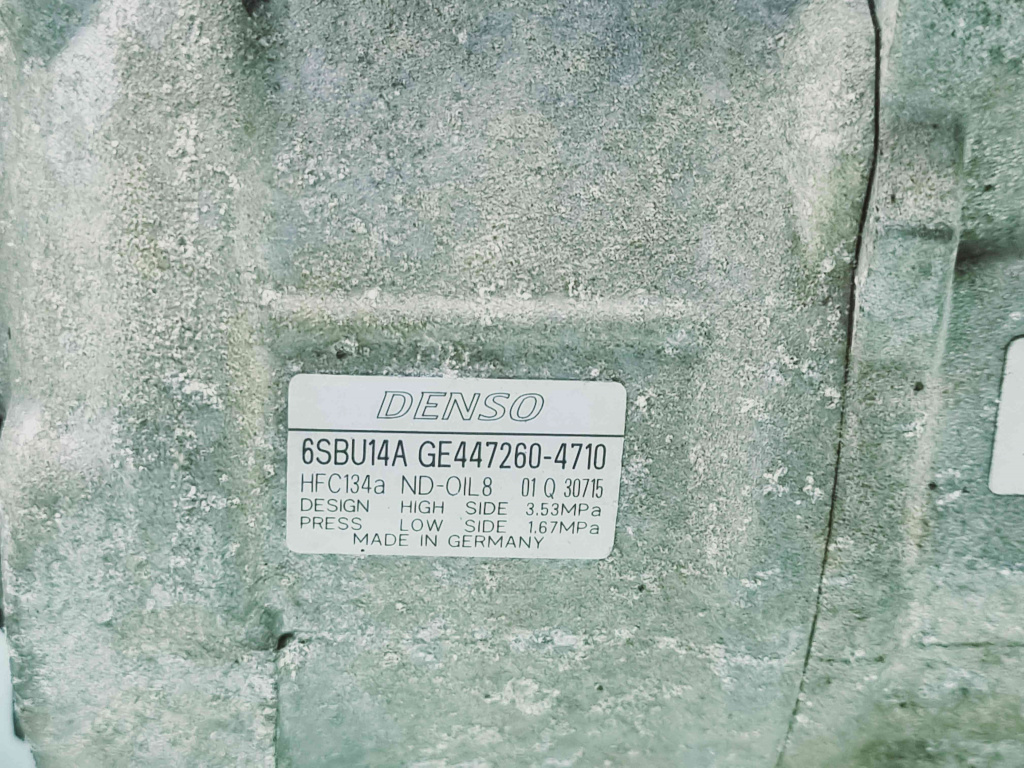 DENSO
6SBU14A GE447260-4710
HFC134a ND-OIL8 01 Q 30715
DESIGN HIGH SIDE 3.53MPa
PRESS LOW SIDE 1.67MPa
MADE IN GERMANY